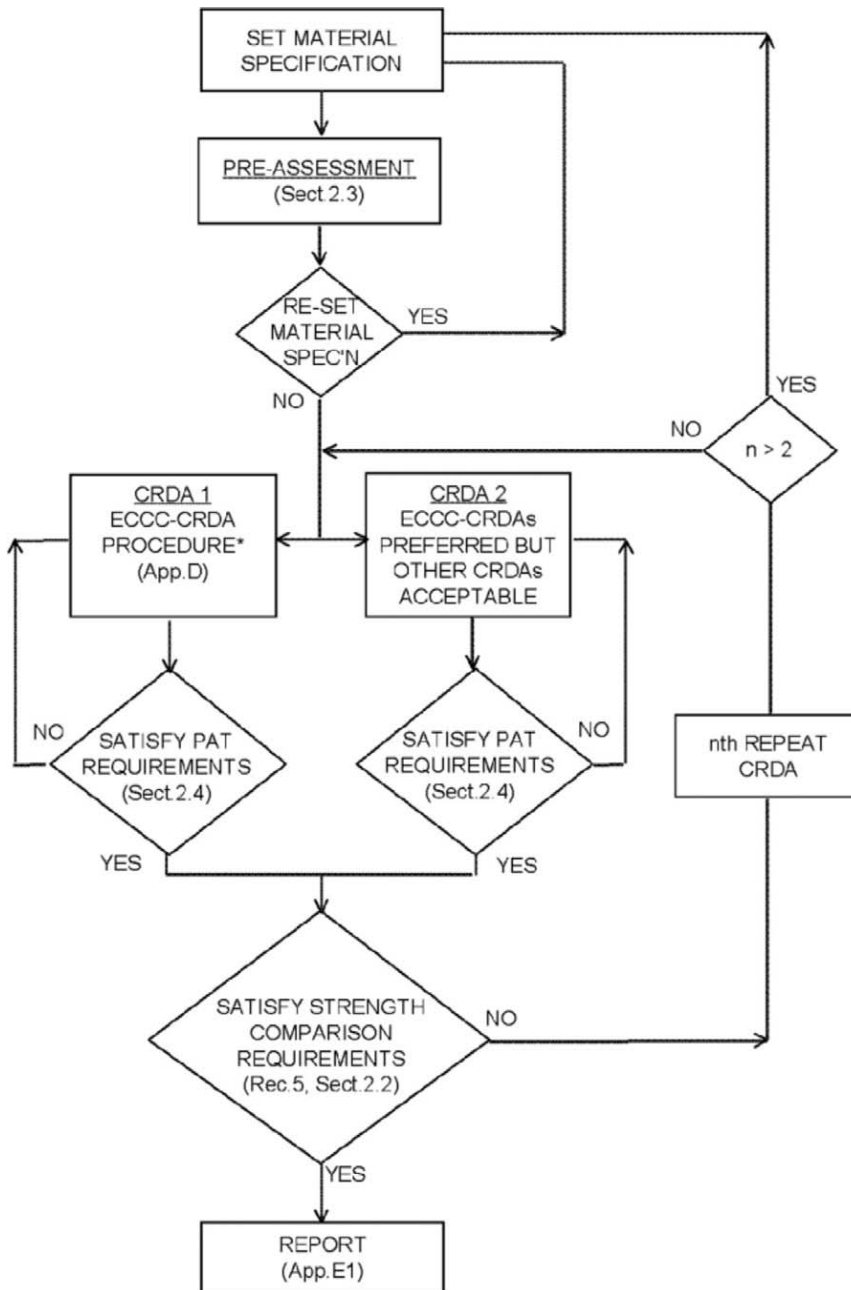 SET MATERIAL
SPECIFICATION
PRE-ASSESSMENT
(Sect.2.3)
RE-SET
MATERIAL
SPEC'N
YES
NO
YES
NO
n > 2
CRDA 1
ECCC-CRDA
PROCEDURE*
(App.D)
CRDA 2
ECCC-CRDAs
PREFERRED BUT
OTHER CRDAs
ACCEPTABLE
NO
SATISFY PAT
REQUIREMENTS
(Sect.2.4)
YES
SATISFY PAT
REQUIREMENTS
(Sect.2.4)
NO
YES
nth REPEAT
CRDA
SATISFY STRENGTH
COMPARISON
REQUIREMENTS
(Rec.5, Sect.2.2)
NO
YES
REPORT
(App.E1)